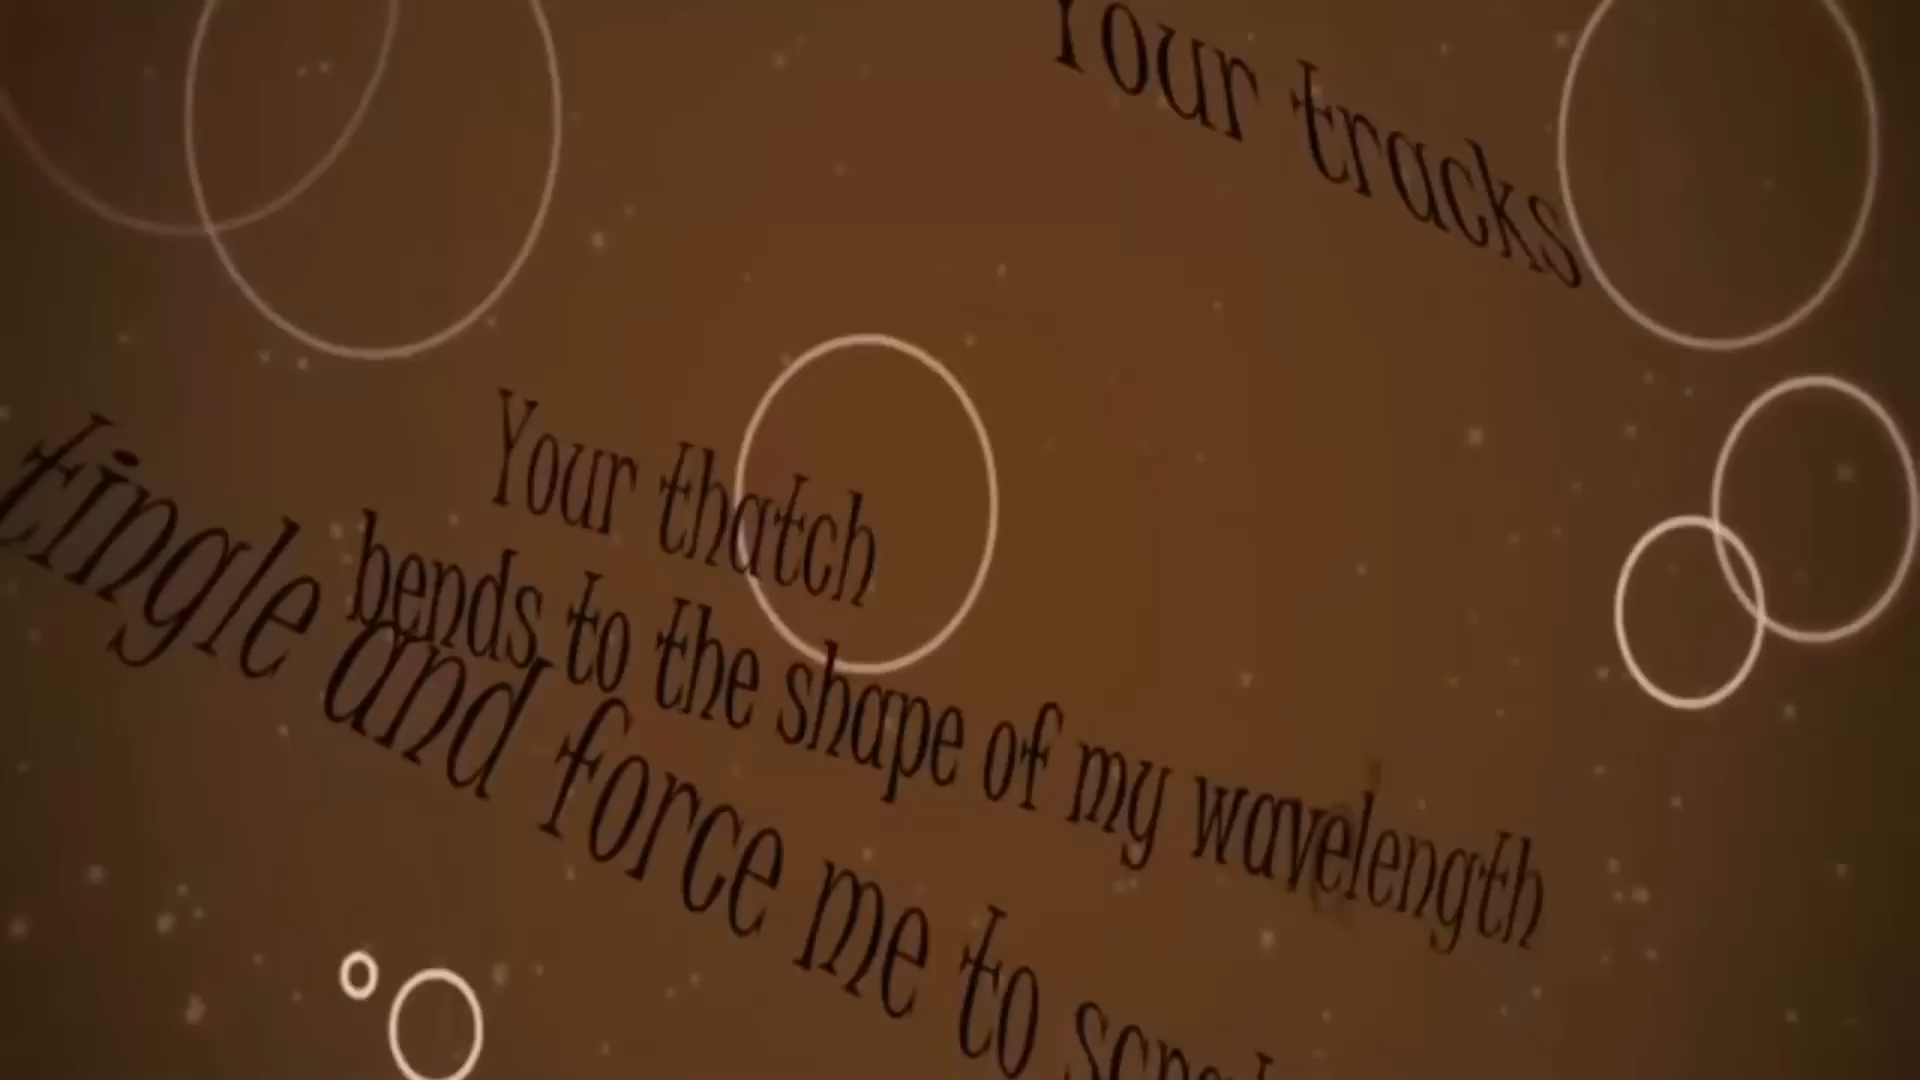 Your tracks
Your thatch
bends to the shape of my wavelength
tingle and force me to